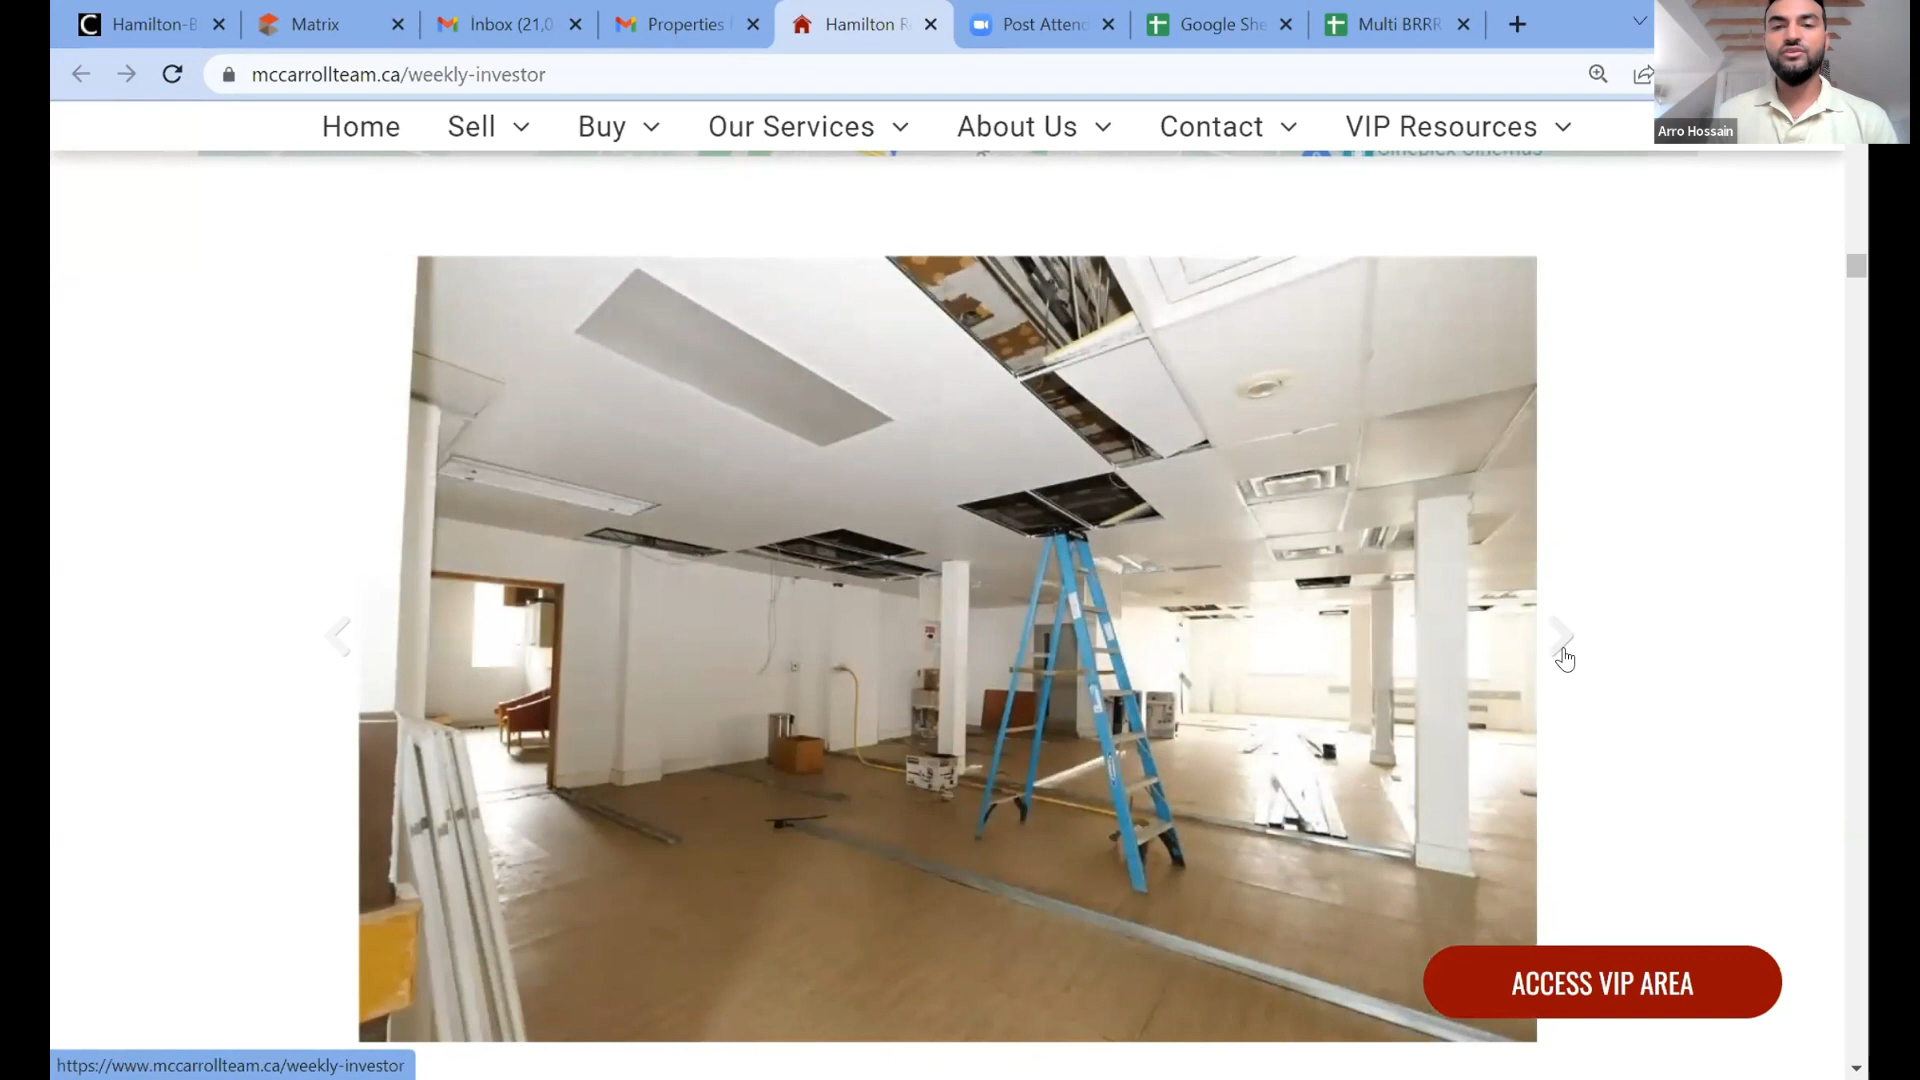 Hamilton-B
Matrix
Inbox (21,0
Properties
Hamilton R
Post Attend
Google She
Multi BRRR
mccarrollteam.ca/weekly-investor
Home
Sell
Buy
Our Services
About Us
Contact
VIP Resources
Arro Hossain
Cineplex Cinemas
ACCESS VIP AREA
https://www.mccarrollteam.ca/weekly-investor